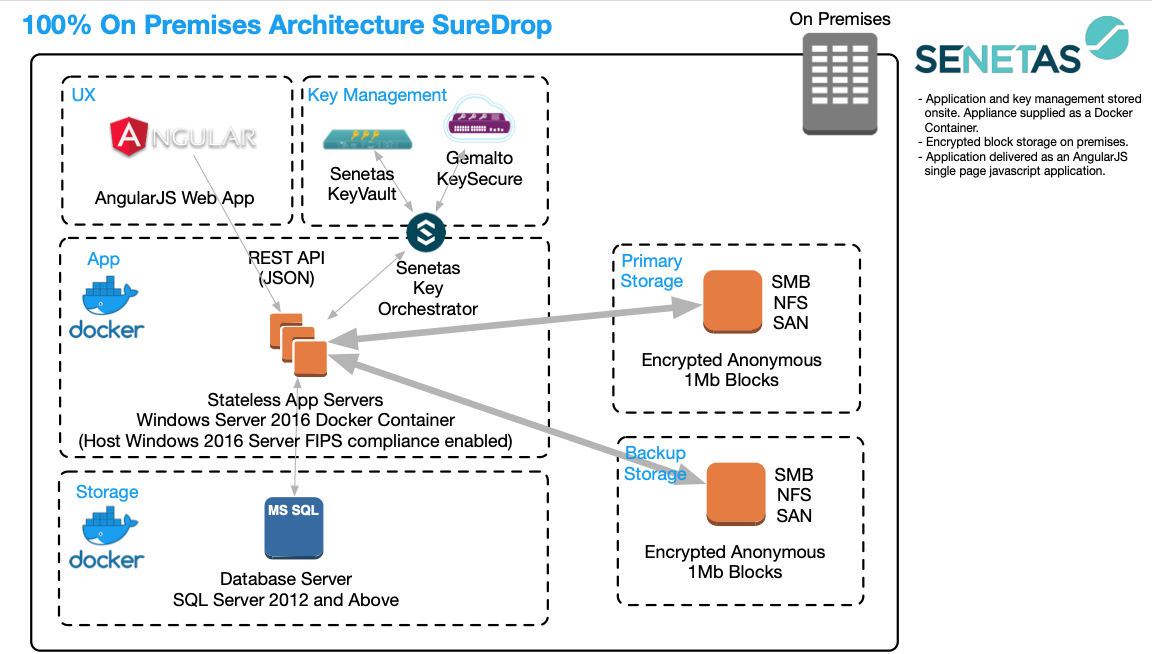 100% On Premises Architecture SureDrop
On Premises
SENETAS
- Application and key management stored
onsite. Appliance supplied as a Docker
Container.
- Encrypted block storage on premises.
- Application delivered as an AngularJS
single page javascript application.
UX
ANGULAR
AngularJS Web App
Key Management
Senetas
KeyVault
Gemalto
KeySecure
App
docker
REST API
(JSON)
Senetas
Key
Orchestrator
Stateless App Servers
Windows Server 2016 Docker Container
(Host Windows 2016 Server FIPS compliance enabled)
Primary
Storage
SMB
NFS
SAN
Encrypted Anonymous
1Mb Blocks
Backup
Storage
SMB
NFS
SAN
Encrypted Anonymous
1Mb Blocks
Storage
docker
MS SQL
Database Server
SQL Server 2012 and Above